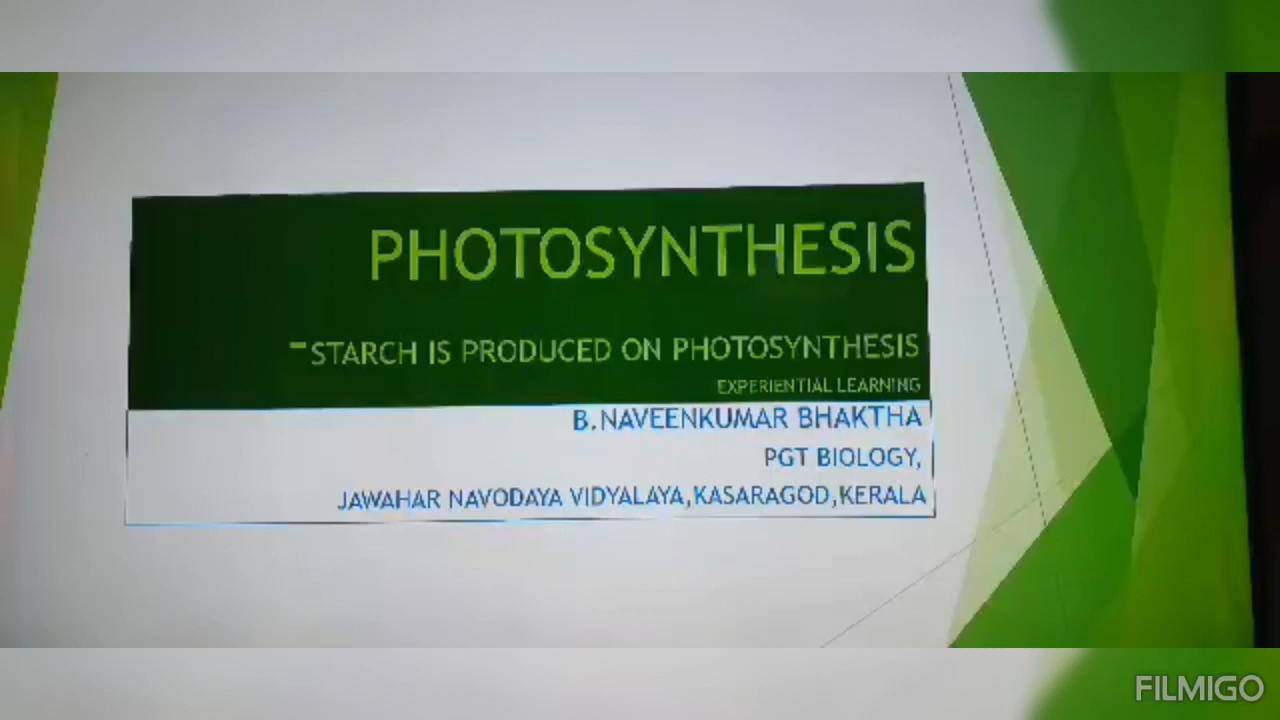 PHOTOSYNTHESIS
-STARCH IS PRODUCED ON PHOTOSYNTHESIS
EXPERIENTIAL LEARNING
B.NAVEENKUMAR BHAKTHA
PGT BIOLOGY,
JAWAHAR NAVODAYA VIDYALAYA,KASARAGOD,KERALA
FILMIGO